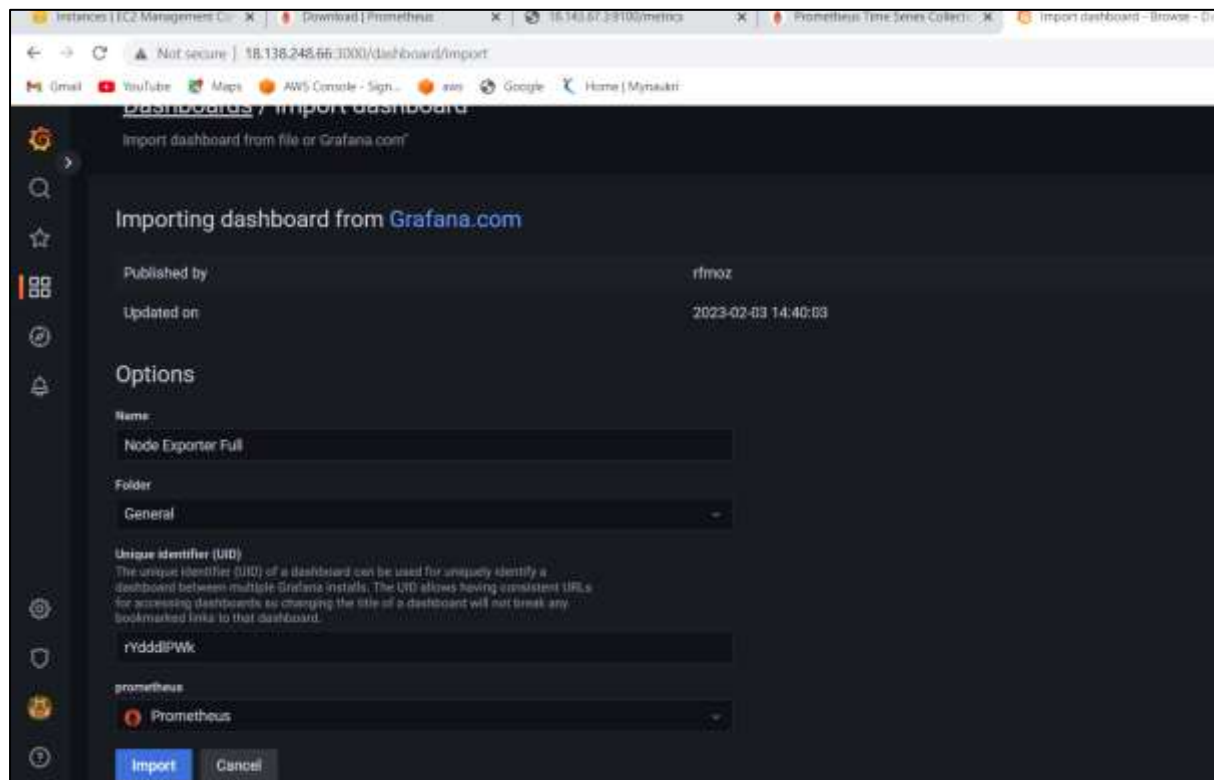 Instances | EC2 Management Co
Download | Prometheus
18.143.67.3:9100/metrics
Prometheus Time Series Collecti
Import dashboard - Browse - D
Not secure | 18.138.248.66:3000/dashboard/import
Gmail YouTube Maps AWS Console - Sign... aws Google Home | Mynaukri
Dashboards / Import dashboard
Import dashboard from file or Grafana.com"
Importing dashboard from Grafana.com
Published by rfmoz
Updated on 2023-02-03 14:40:03
Options
Name
Node Exporter Full
Folder
General
Unique identifier (UID)
The unique identifier (UID) of a dashboard can be used for uniquely identify a
dashboard between multiple Grafana installs. The UID allows having consistent URLs
for accessing dashboards so changing the title of a dashboard will not break any
bookmarked links to that dashboard.
rYdddlPWk
prometheus
Prometheus
Import Cancel